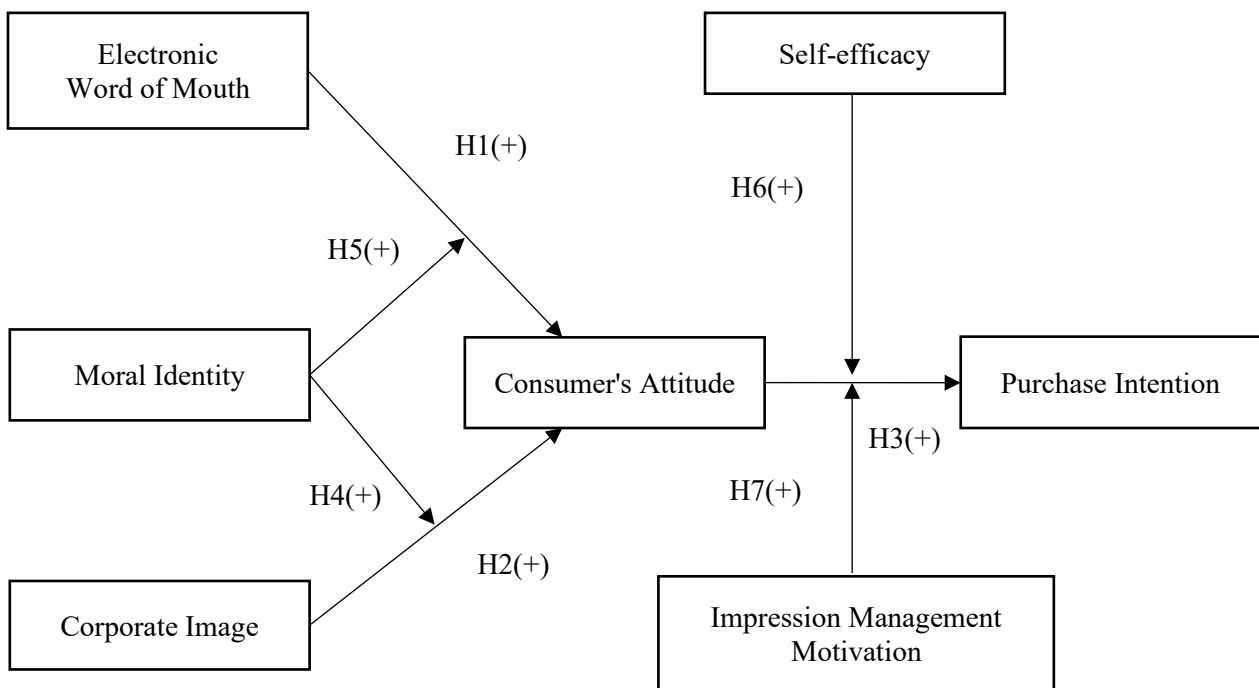 Electronic
Word of Mouth
Self-efficacy
H1(+)
H6(+)
H5(+)
Moral Identity
Consumer's Attitude
Purchase Intention
H3(+)
H4(+)
H7(+)
H2(+)
Corporate Image
Impression Management
Motivation